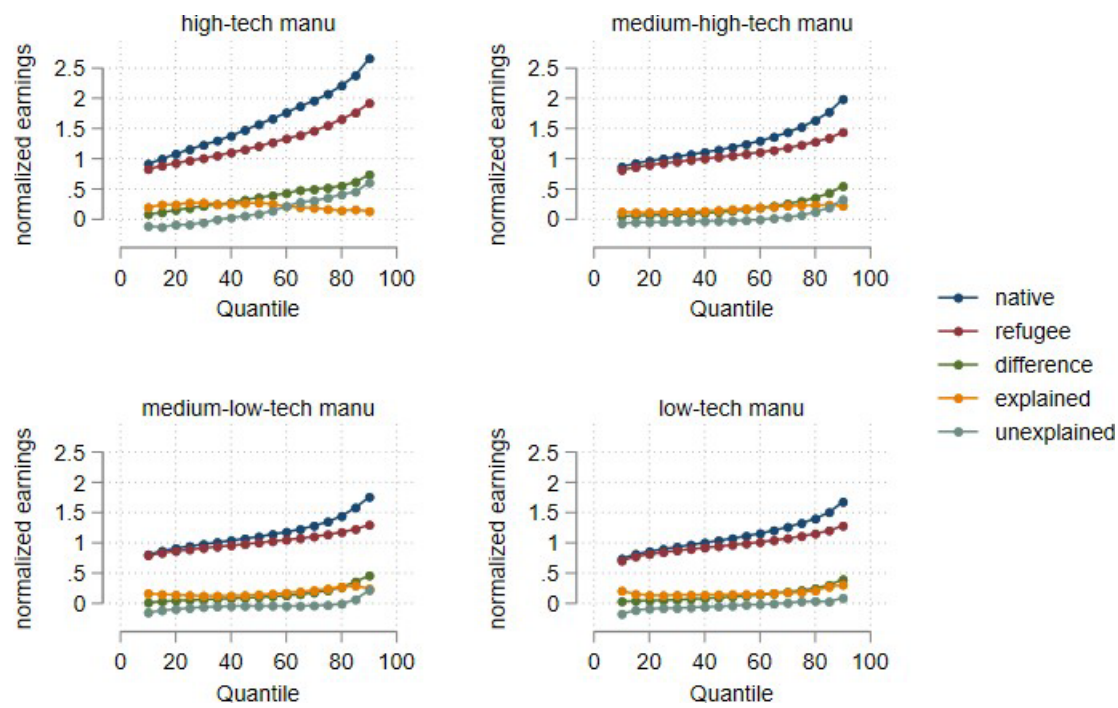 high-tech manu
normalized earnings
2.5
2
1.5
1
.5
0
0 20 40 60 80 100
Quantile
medium-high-tech manu
normalized earnings
2.5
2
1.5
1
.5
0
0 20 40 60 80 100
Quantile
medium-low-tech manu
normalized earnings
2.5
2
1.5
1
.5
0
0 20 40 60 80 100
Quantile
low-tech manu
normalized earnings
2.5
2
1.5
1
.5
0
0 20 40 60 80 100
Quantile
native
refugee
difference
explained
unexplained